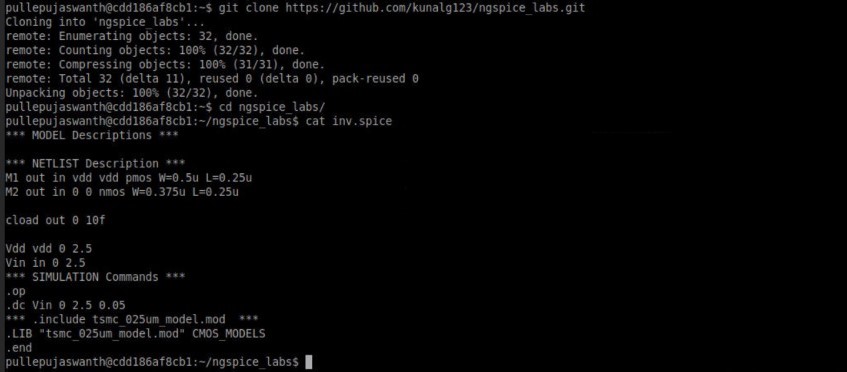 pullepujaswanth@cdd186af8cb1:~$ git clone https://github.com/kunalg123/ngspice_labs.git
Cloning into 'ngspice_labs'...
remote: Enumerating objects: 32, done.
remote: Counting objects: 100% (32/32), done.
remote: Compressing objects: 100% (31/31), done.
remote: Total 32 (delta 11), reused 0 (delta 0), pack-reused 0
Unpacking objects: 100% (32/32), done.
pullepujaswanth@cdd186af8cb1:~$ cd ngspice_labs/
pullepujaswanth@cdd186af8cb1:~/ngspice_labs$ cat inv.spice
*** MODEL Descriptions ***
*** NETLIST Description ***
M1 out in vdd vdd pmos W=0.5u L=0.25u
M2 out in 0 0 nmos W=0.375u L=0.25u
cload out 0 10f
Vdd vdd 0 2.5
Vin in 0 2.5
*** SIMULATION Commands ***
.op
.dc Vin 0 2.5 0.05
*** .include tsmc_025um_model.mod  ***
.LIB "tsmc_025um_model.mod" CMOS_MODELS
.end
pullepujaswanth@cdd186af8cb1:~/ngspice_labs$